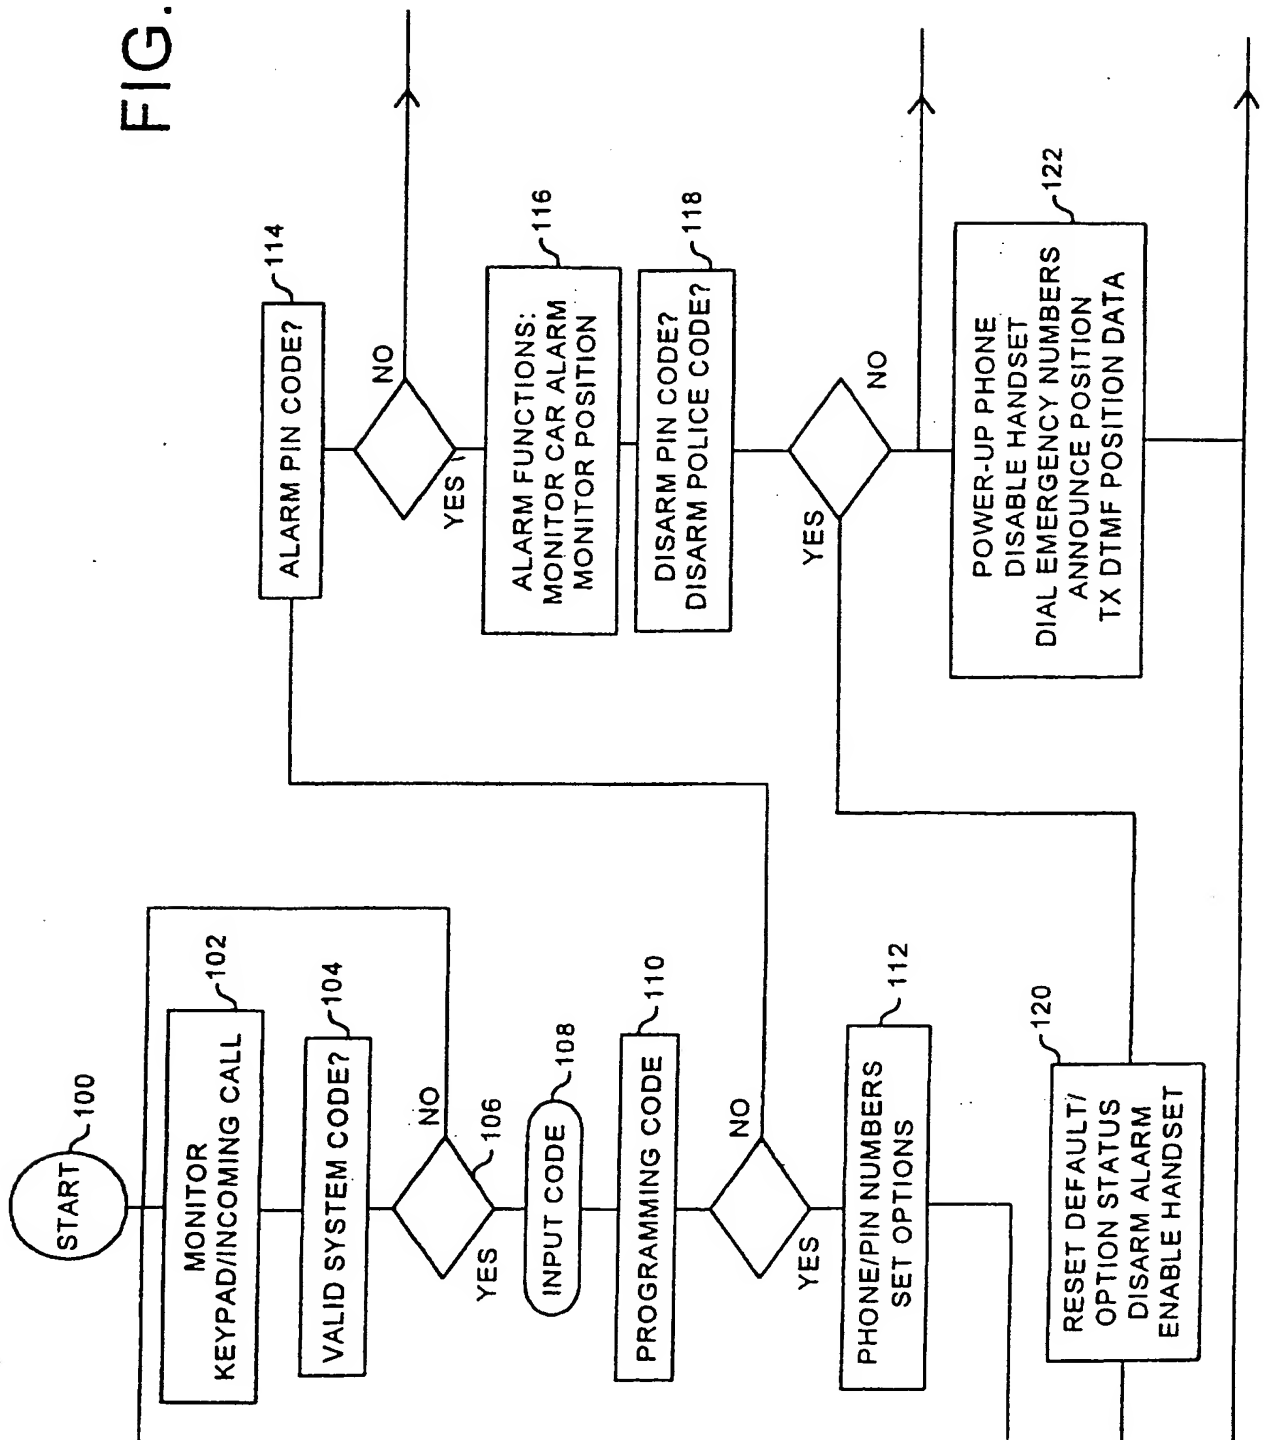 FIG.
START
100
MONITOR
KEYPAD/INCOMING CALL
102
VALID SYSTEM CODE?
104
NO
106
YES
INPUT CODE
108
PROGRAMMING CODE
110
NO
YES
PHONE/PIN NUMBERS
SET OPTIONS
112
ALARM PIN CODE?
114
NO
YES
ALARM FUNCTIONS:
MONITOR CAR ALARM
MONITOR POSITION
116
DISARM PIN CODE?
DISARM POLICE CODE?
118
YES
NO
RESET DEFAULT/
OPTION STATUS
DISARM ALARM
ENABLE HANDSET
120
POWER-UP PHONE
DISABLE HANDSET
DIAL EMERGENCY NUMBERS
ANNOUNCE POSITION
TX DTMF POSITION DATA
122